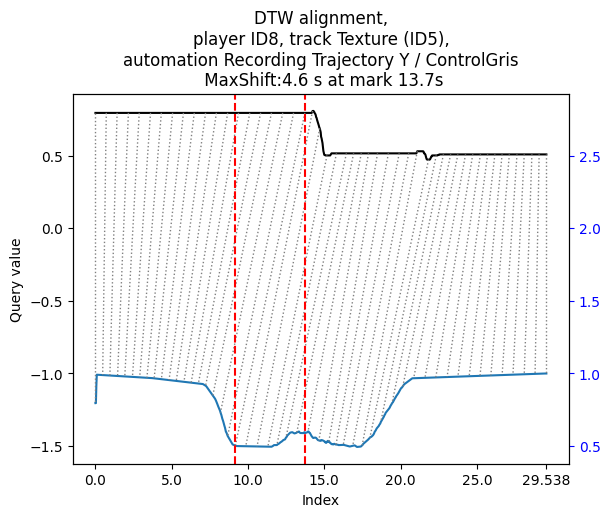 DTW alignment,
player ID8, track Texture (ID5),
automation Recording Trajectory Y / ControlGris
MaxShift:4.6 s at mark 13.7s
Query value
0.5
0.0
−0.5
−1.0
−1.5
2.5
2.0
1.5
1.0
0.5
0.0
5.0
10.0
15.0
20.0
25.0
29.538
Index